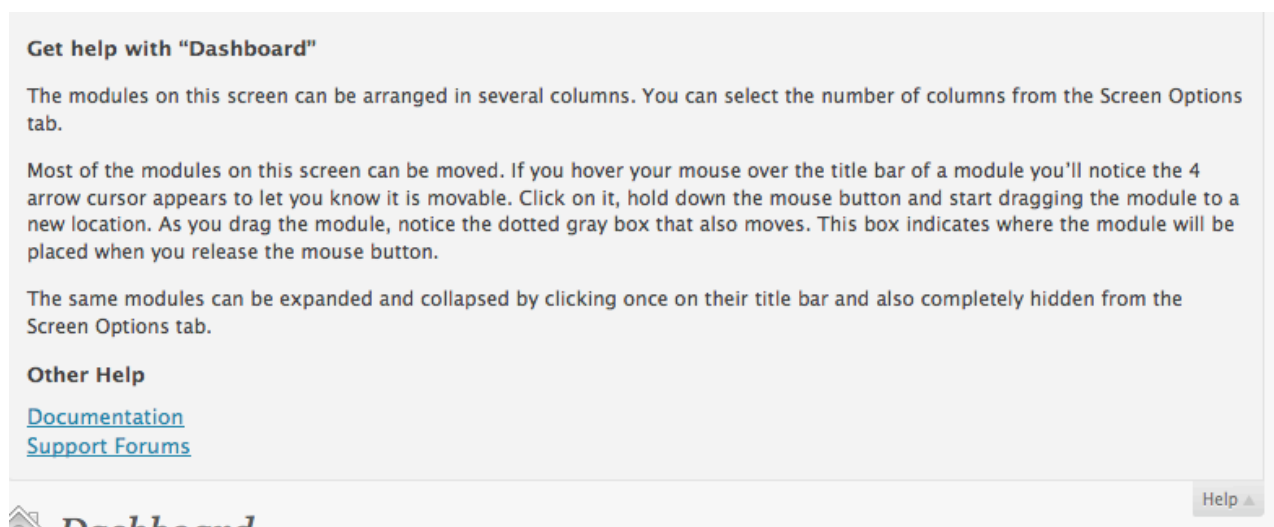 Get help with “Dashboard”
The modules on this screen can be arranged in several columns. You can select the number of columns from the Screen Options
tab.
Most of the modules on this screen can be moved. If you hover your mouse over the title bar of a module you’ll notice the 4
arrow cursor appears to let you know it is movable. Click on it, hold down the mouse button and start dragging the module to a
new location. As you drag the module, notice the dotted gray box that also moves. This box indicates where the module will be
placed when you release the mouse button.
The same modules can be expanded and collapsed by clicking once on their title bar and also completely hidden from the
Screen Options tab.
Other Help
Documentation
Support Forums
Help
Dashboard